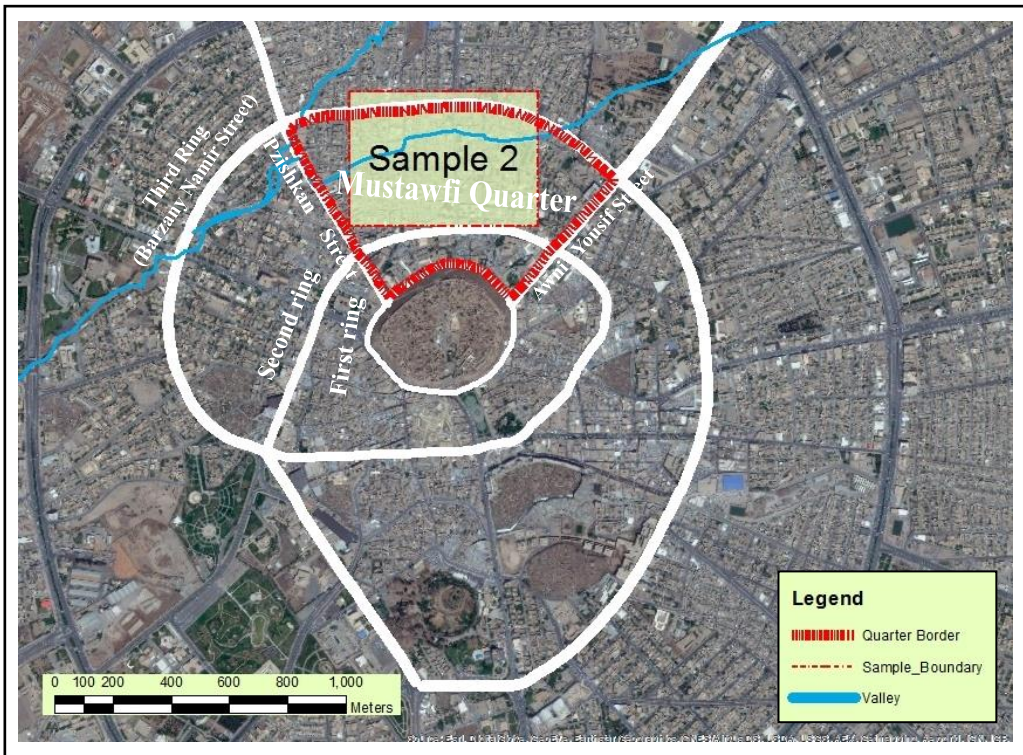 Third Ring
(Barzany Namir Street)
Pzishkan Street
Sample 2
Mustawfi Quarter
Awni Yousif Street
Second ring
First ring
Legend
Quarter Border
Sample_Boundary
Valley
0 100 200 400 600 800 1,000
Meters